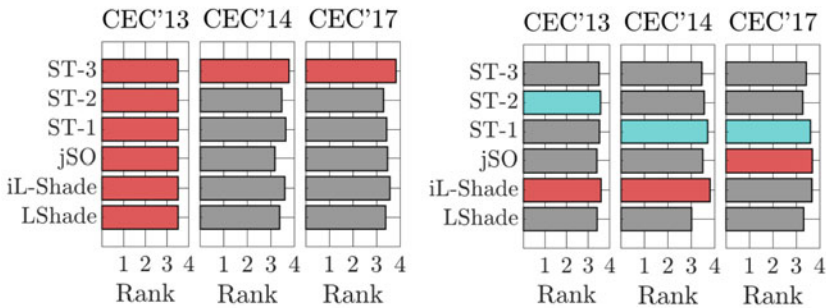 CEC'13 CEC'14 CEC'17
ST-3
ST-2
ST-1
jSO
iL-Shade
LShade
1 2 3 4 1 2 3 4 1 2 3 4
Rank Rank Rank
CEC'13 CEC'14 CEC'17
ST-3
ST-2
ST-1
jSO
iL-Shade
LShade
1 2 3 4 1 2 3 4 1 2 3 4
Rank Rank Rank